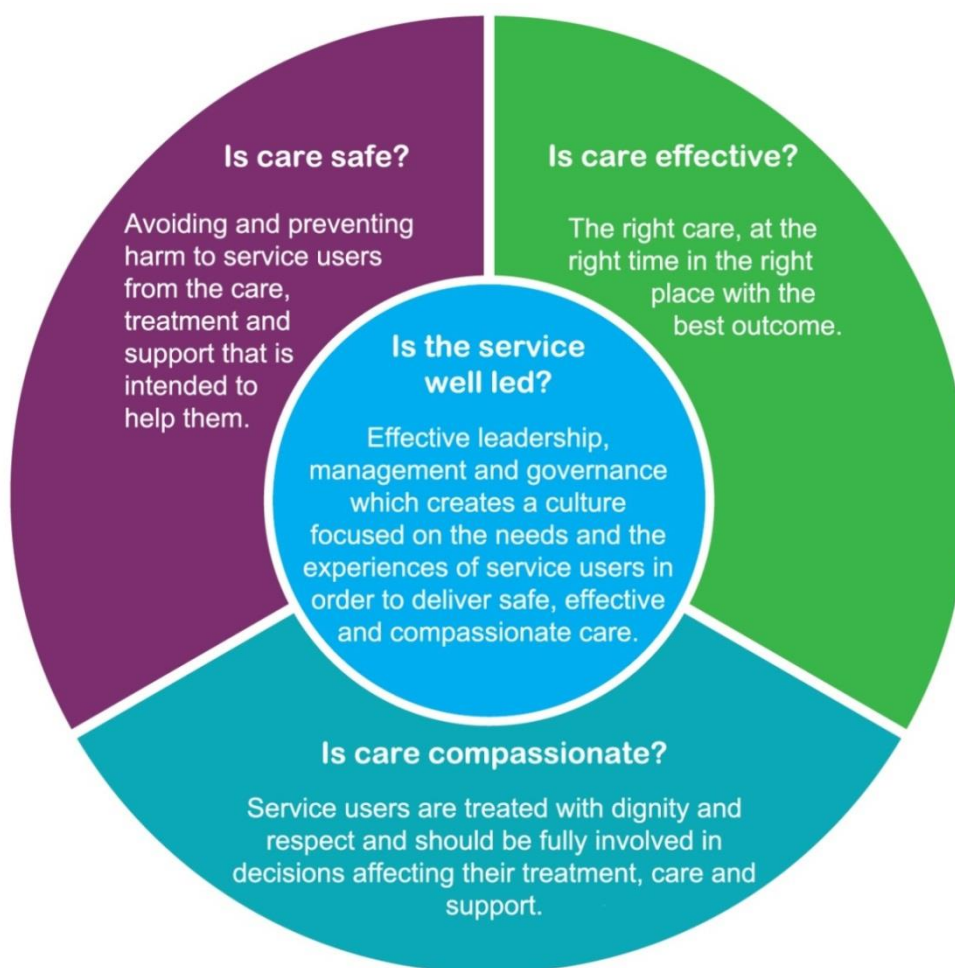 Is care safe?
Avoiding and preventing
harm to service users
from the care,
treatment and
support that is
intended to
help them.
Is care effective?
The right care, at the
right time in the right
place with the
best outcome.
Is the service
well led?
Effective leadership,
management and governance
which creates a culture
focused on the needs and the
experiences of service users in
order to deliver safe, effective
and compassionate care.
Is care compassionate?
Service users are treated with dignity and
respect and should be fully involved in
decisions affecting their treatment, care and
support.